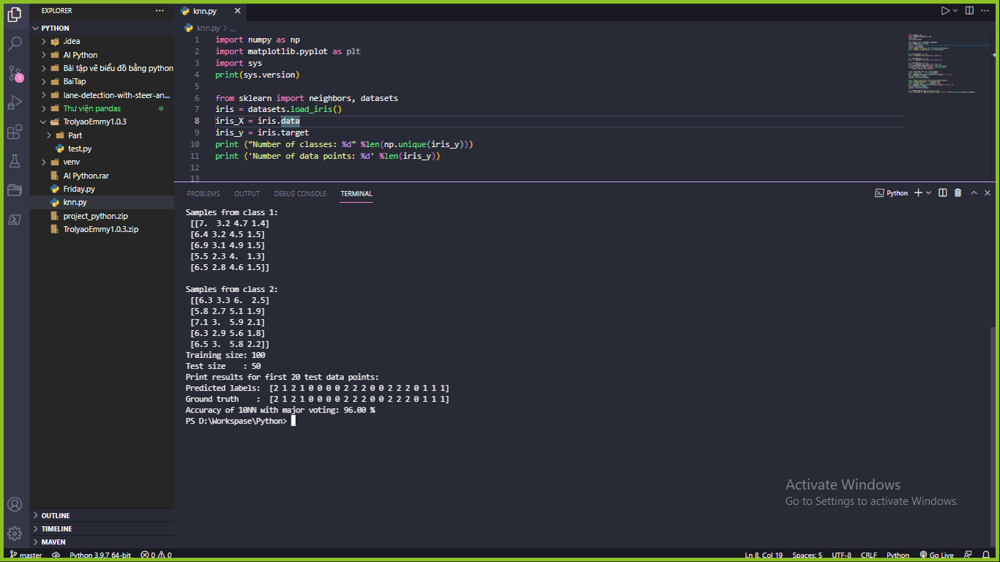 EXPLORER
PYTHON
.idea
AI Python
Bài tập vẽ biểu đồ bằng python
BaiTap
lane-detection-with-steer-an...
Thư viện pandas
TrolyaoEmmy1.0.3
Part
test.py
venv
AI Python.rar
Friday.py
knn.py
project_python.zip
TrolyaoEmmy1.0.3.zip
OUTLINE
TIMELINE
MAVEN
1
knn.py
knn.py > ...
1 import numpy as np
2 import matplotlib.pyplot as plt
3 import sys
4 print(sys.version)
5
6 from sklearn import neighbors, datasets
7 iris = datasets.load_iris()
8 iris_X = iris.data
9 iris_y = iris.target
10 print ("Number of classes: %d" %len(np.unique(iris_y)))
11 print ('Number of data points: %d' %len(iris_y))
12
13
PROBLEMS OUTPUT DEBUG CONSOLE TERMINAL
Python
Samples from class 1:
[[7.  3.2 4.7 1.4]
[6.4 3.2 4.5 1.5]
[6.9 3.1 4.9 1.5]
[5.5 2.3 4.  1.3]
[6.5 2.8 4.6 1.5]]
Samples from class 2:
[[6.3 3.3 6.  2.5]
[5.8 2.7 5.1 1.9]
[7.1 3.  5.9 2.1]
[6.3 2.9 5.6 1.8]
[6.5 3.  5.8 2.2]]
Training size: 100
Test size    : 50
Print results for first 20 test data points:
Predicted labels:  [2 1 2 1 0 0 0 0 2 2 2 0 0 2 2 2 0 1 1 1]
Ground truth    :  [2 1 2 1 0 0 0 0 2 2 2 0 0 2 2 2 0 1 1 1]
Accuracy of 10NN with major voting: 96.00 %
PS D:\Workspase\Python>
Activate Windows
Go to Settings to activate Windows.
master Python 3.9.7 64-bit 0 0 Ln 8, Col 19 Spaces: 5 UTF-8 CRLF Python Go Live